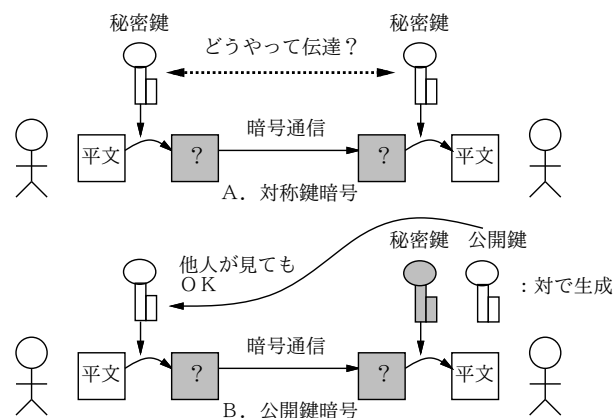 秘密鍵 秘密鍵
どうやって伝達？
平文 ？ 暗号通信 ？ 平文
Ａ．対称鍵暗号
秘密鍵 公開鍵
他人が見ても
ＯＫ
：対で生成
平文 ？ 暗号通信 ？ 平文
Ｂ．公開鍵暗号